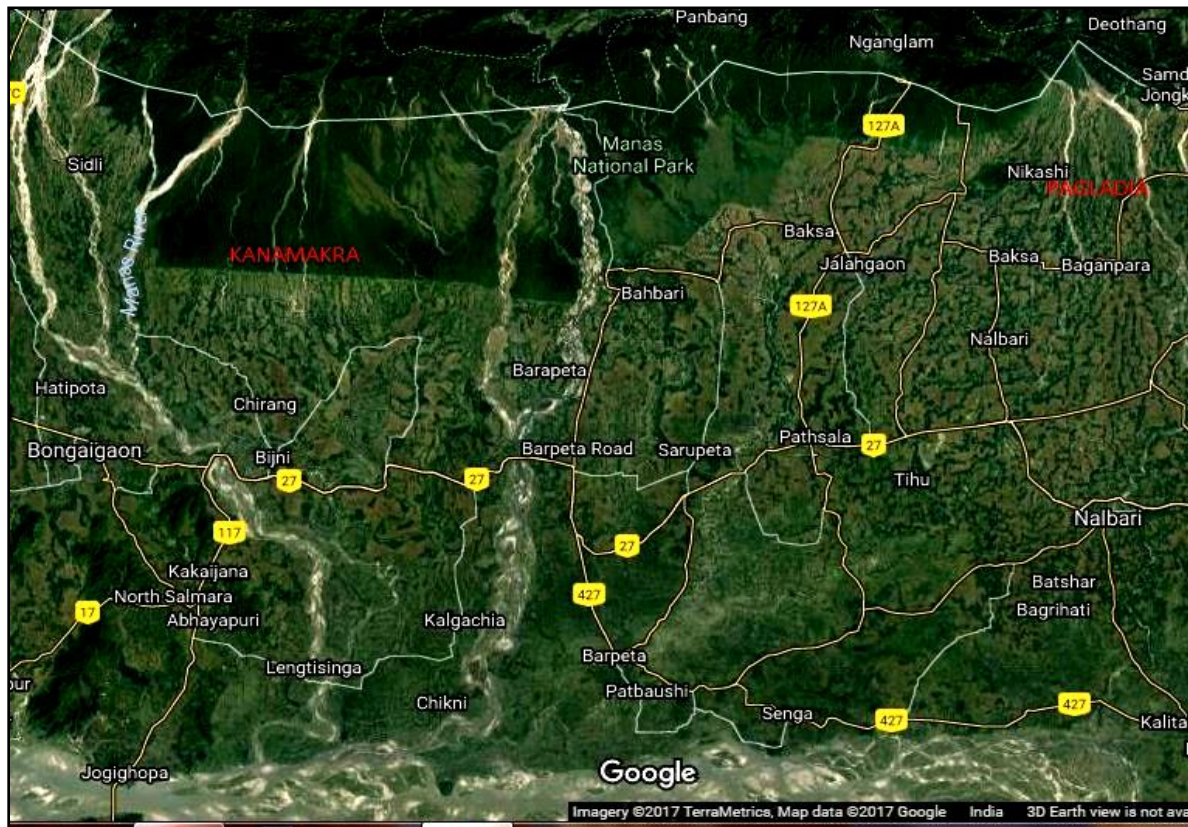 Panbang
Deothang
Nganglam
Samd
Jongk
C
127A
Manas
National Park
Sidli
Nikashi
PAGLADIA
Manas River
KANAMAKRA
Baksa
Jalahgaon
Baksa
Baganpara
Bahbari
127A
Nalbari
Barapeta
Hatipota
Chirang
Bongaigaon
Bijni
Barpeta Road
Sarupeta
Pathsala
27
27
27
Tihu
Nalbari
117
27
Kakaijana
North Salmara
17
Abhayapuri
Kalgachia
427
Batshar
Bagrihati
Lengtisinga
Barpeta
pur
Patbaushi
Chikni
Senga
427
427
Kalita
Jogighopa
Google
Imagery ©2017 TerraMetrics, Map data ©2017 Google India 3D Earth view is not ava